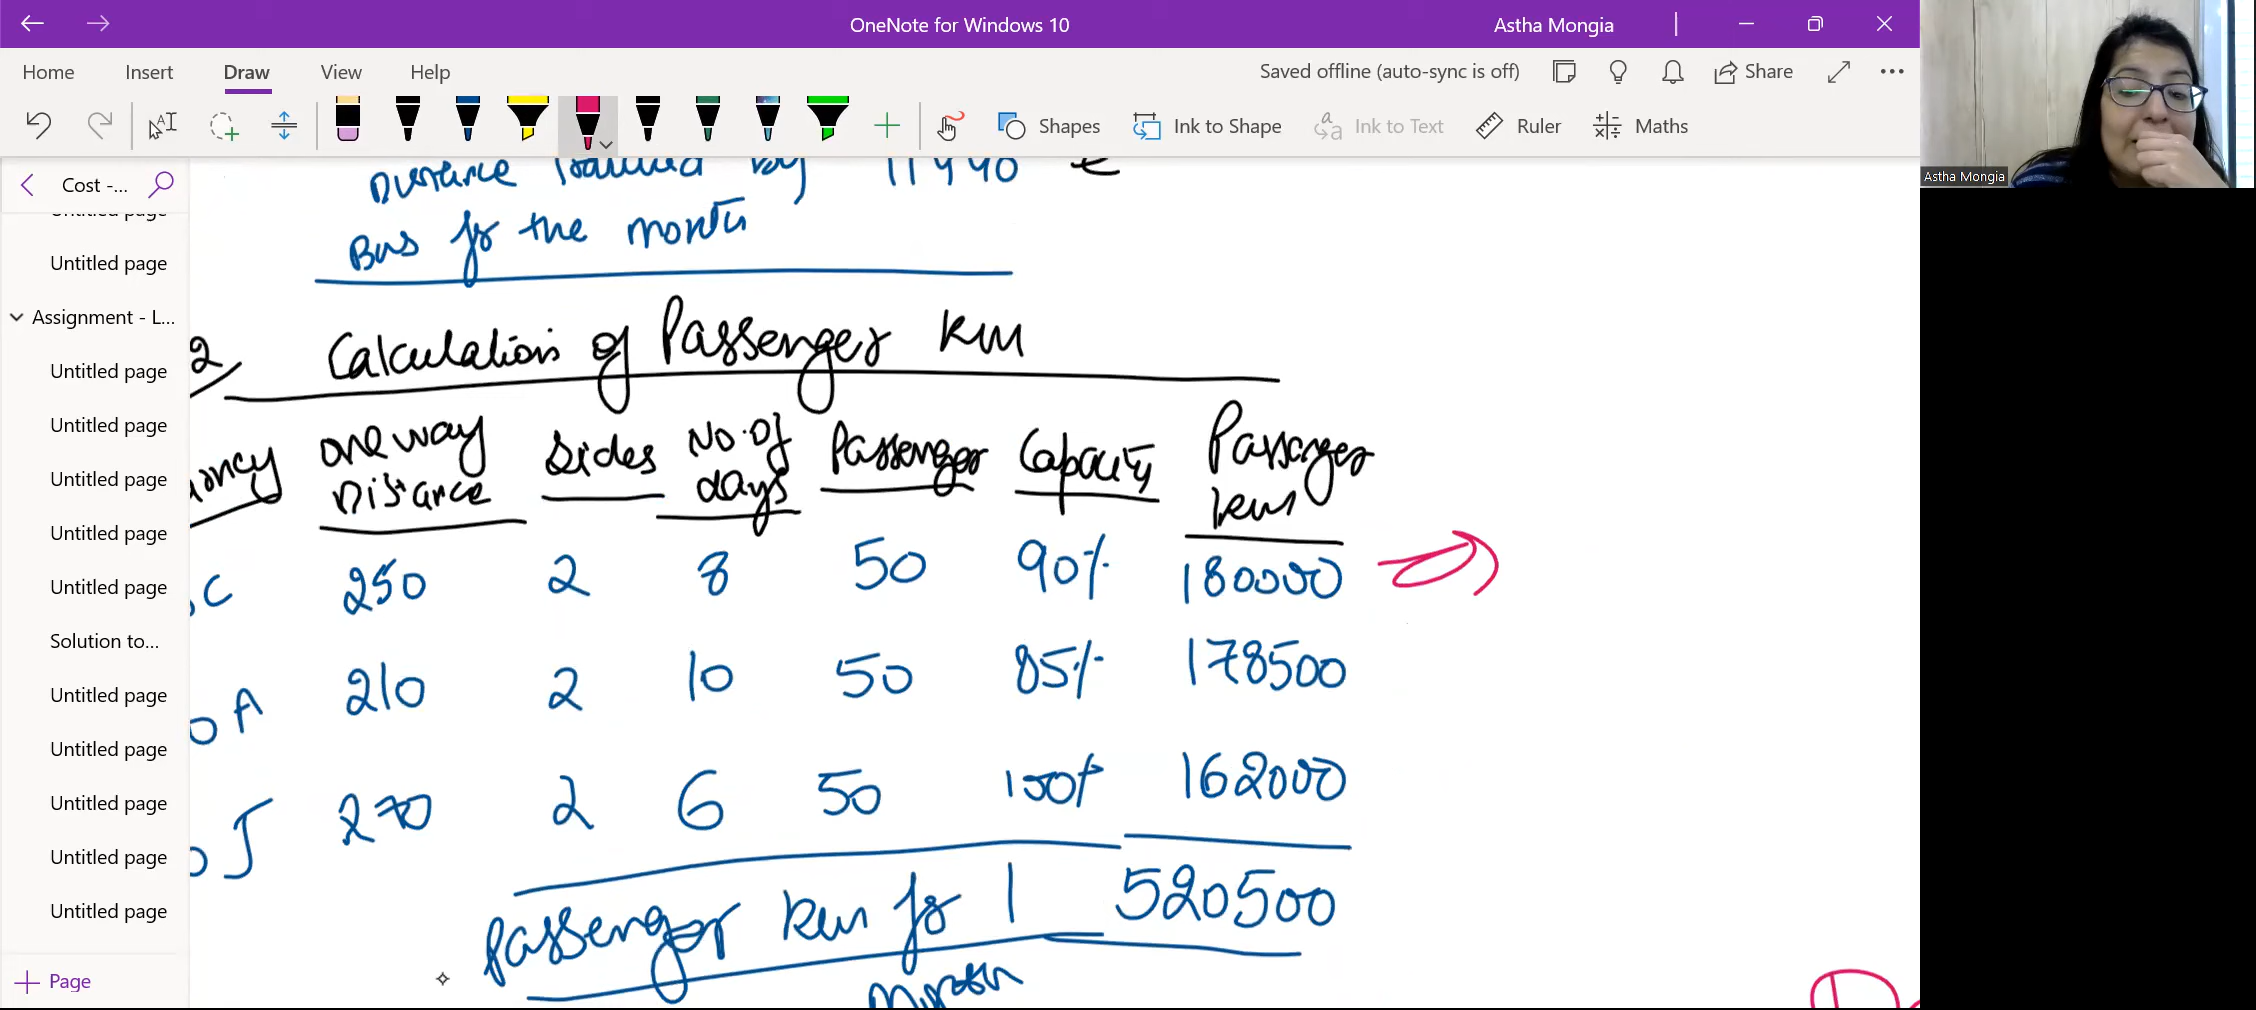 OneNote for Windows 10
Astha Mongia
Home Insert Draw View Help
Saved offline (auto-sync is off) Share
Shapes Ink to Shape Ink to Text Ruler Maths
Astha Mongia
Cost -...
Untitled page
Untitled page
Assignment - L...
Untitled page
Untitled page
Untitled page
Untitled page
Untitled page
Solution to...
Untitled page
Untitled page
Untitled page
Untitled page
Untitled page
Page
Distance by 11440
Bus for the month
2 Calculation of Passenger km
one way Distance Sides No. of days Passenger Capacity Passanger kms
C 250 2 8 50 90% 180000
A 210 2 10 50 85% 178500
J 270 2 6 50 100% 162000
Passenger km for 1 520500
month